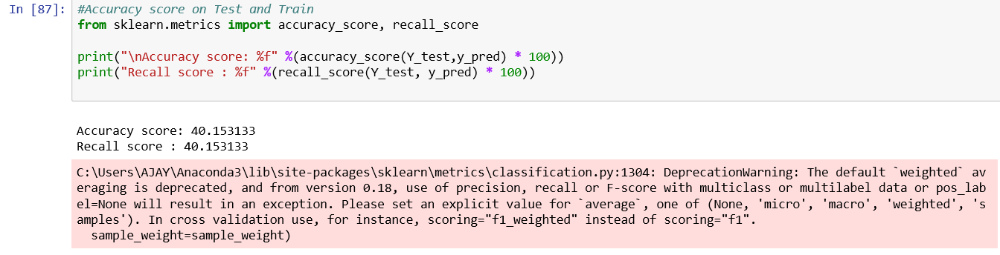 In [87]: #Accuracy score on Test and Train
from sklearn.metrics import accuracy_score, recall_score
print("\nAccuracy score: %f" %(accuracy_score(Y_test,y_pred) * 100))
print("Recall score : %f" %(recall_score(Y_test, y_pred) * 100))
Accuracy score: 40.153133
Recall score : 40.153133
C:\Users\AJAY\Anaconda3\lib\site-packages\sklearn\metrics\classification.py:1304: DeprecationWarning: The default `weighted` av
eraging is deprecated, and from version 0.18, use of precision, recall or F-score with multiclass or multilabel data or pos_lab
el=None will result in an exception. Please set an explicit value for `average`, one of (None, 'micro', 'macro', 'weighted', 's
amples'). In cross validation use, for instance, scoring="f1_weighted" instead of scoring="f1".
sample_weight=sample_weight)